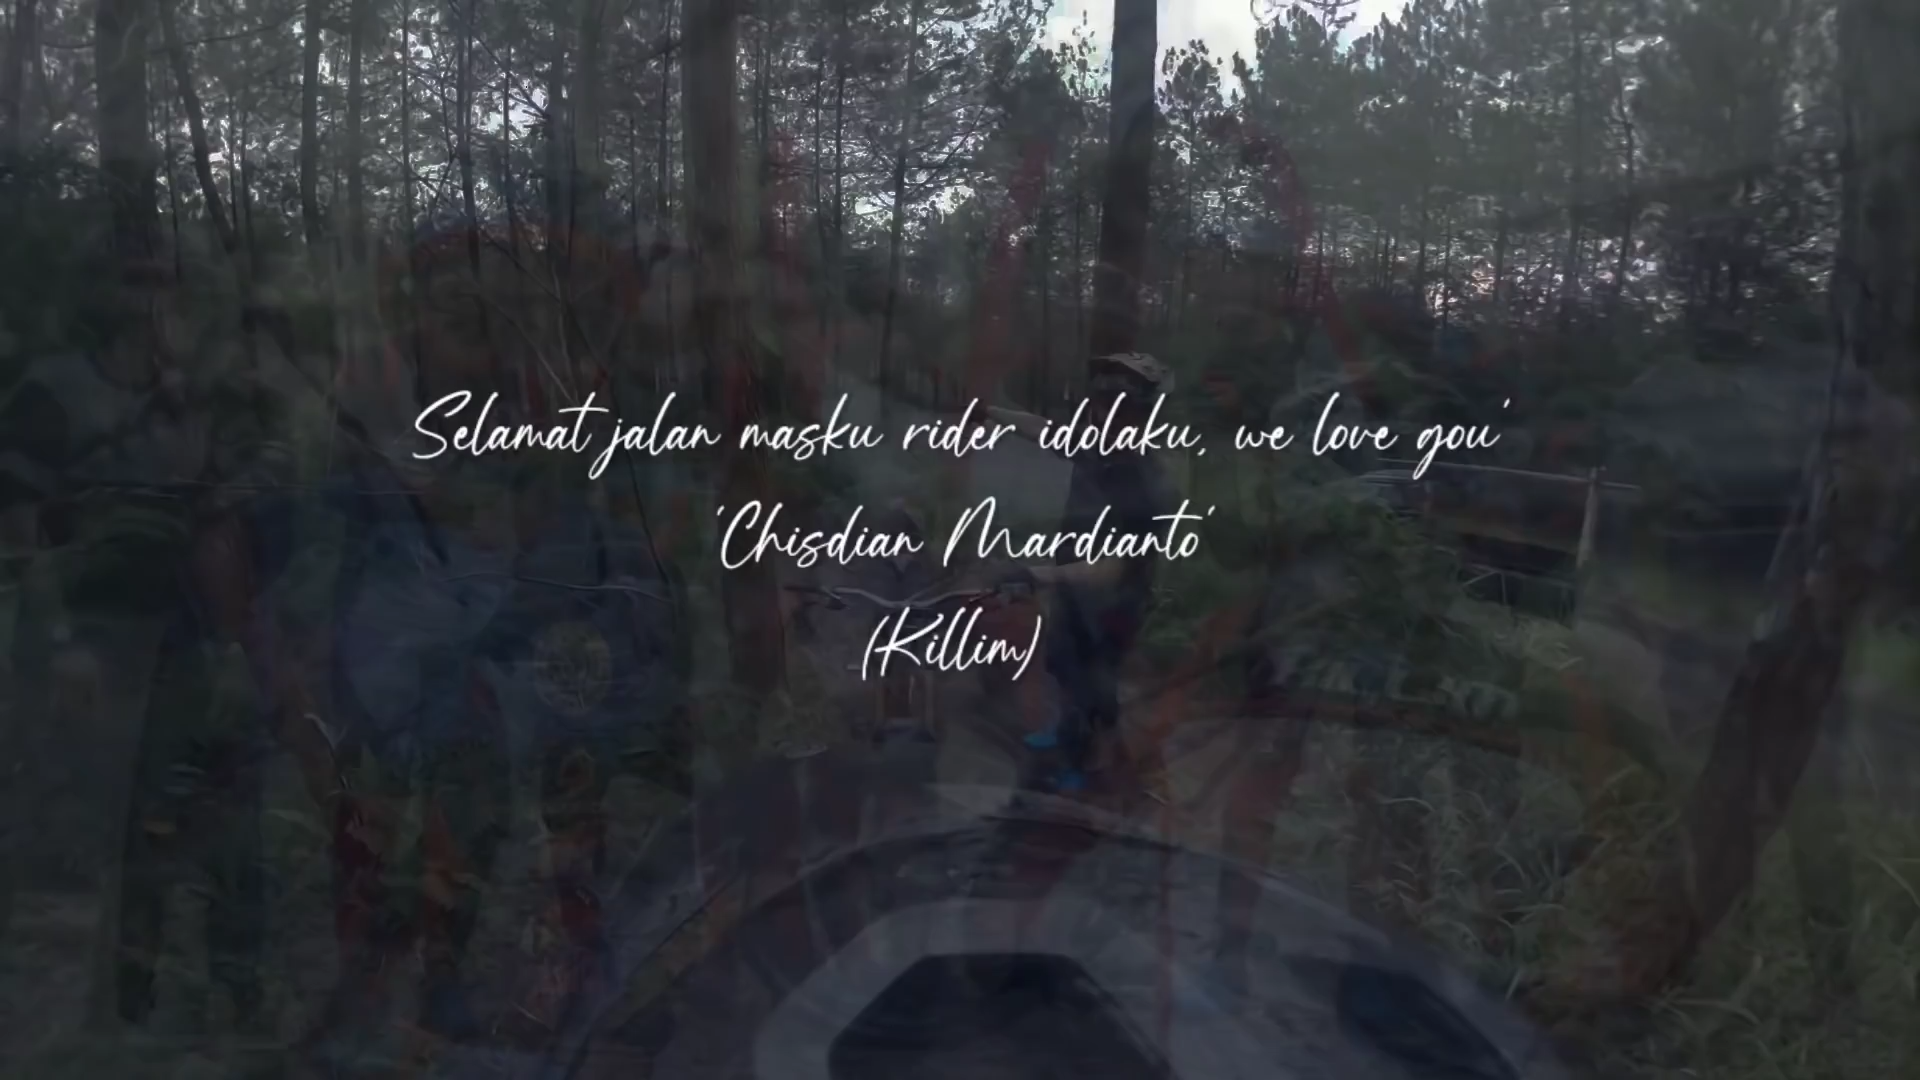 Selamat jalan masku rider idolaku, we love you'
'Chisdian Mardianto'
(Killim)